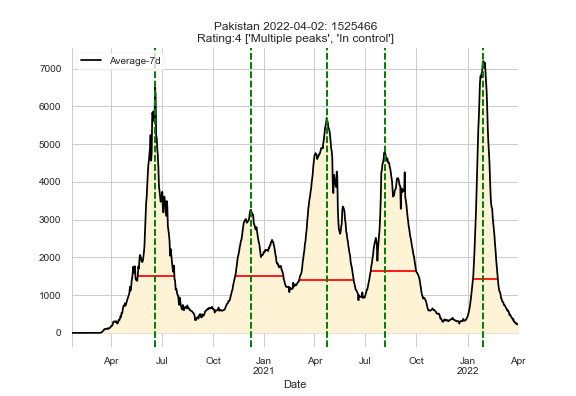 Pakistan 2022-04-02: 1525466
Rating:4 ['Multiple peaks', 'In control']
Average-7d
7000
6000
5000
4000
3000
2000
1000
0
Apr Jul Oct Jan Apr Jul Oct Jan Apr
2021 2022
Date